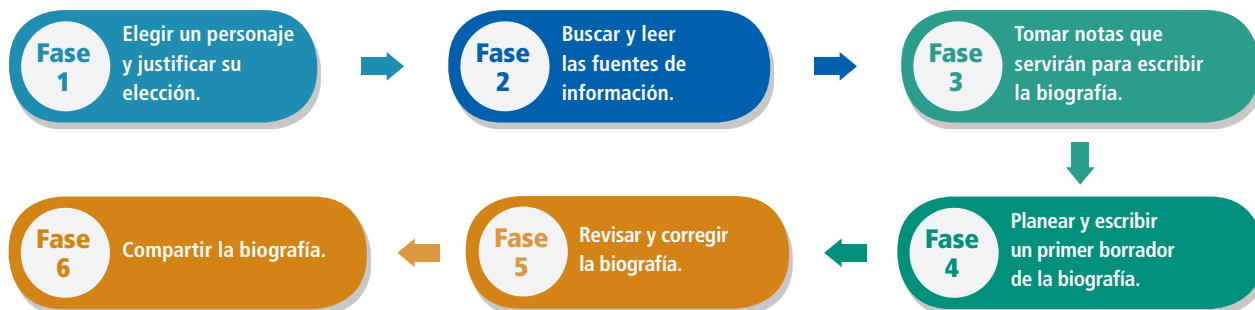 Fase
1
Elegir un personaje
y justificar su
elección.
Fase
2
Buscar y leer
las fuentes de
información.
Fase
3
Tomar notas que
servirán para escribir
la biografía.
Fase
4
Planear y escribir
un primer borrador
de la biografía.
Fase
5
Revisar y corregir
la biografía.
Fase
6
Compartir la biografía.